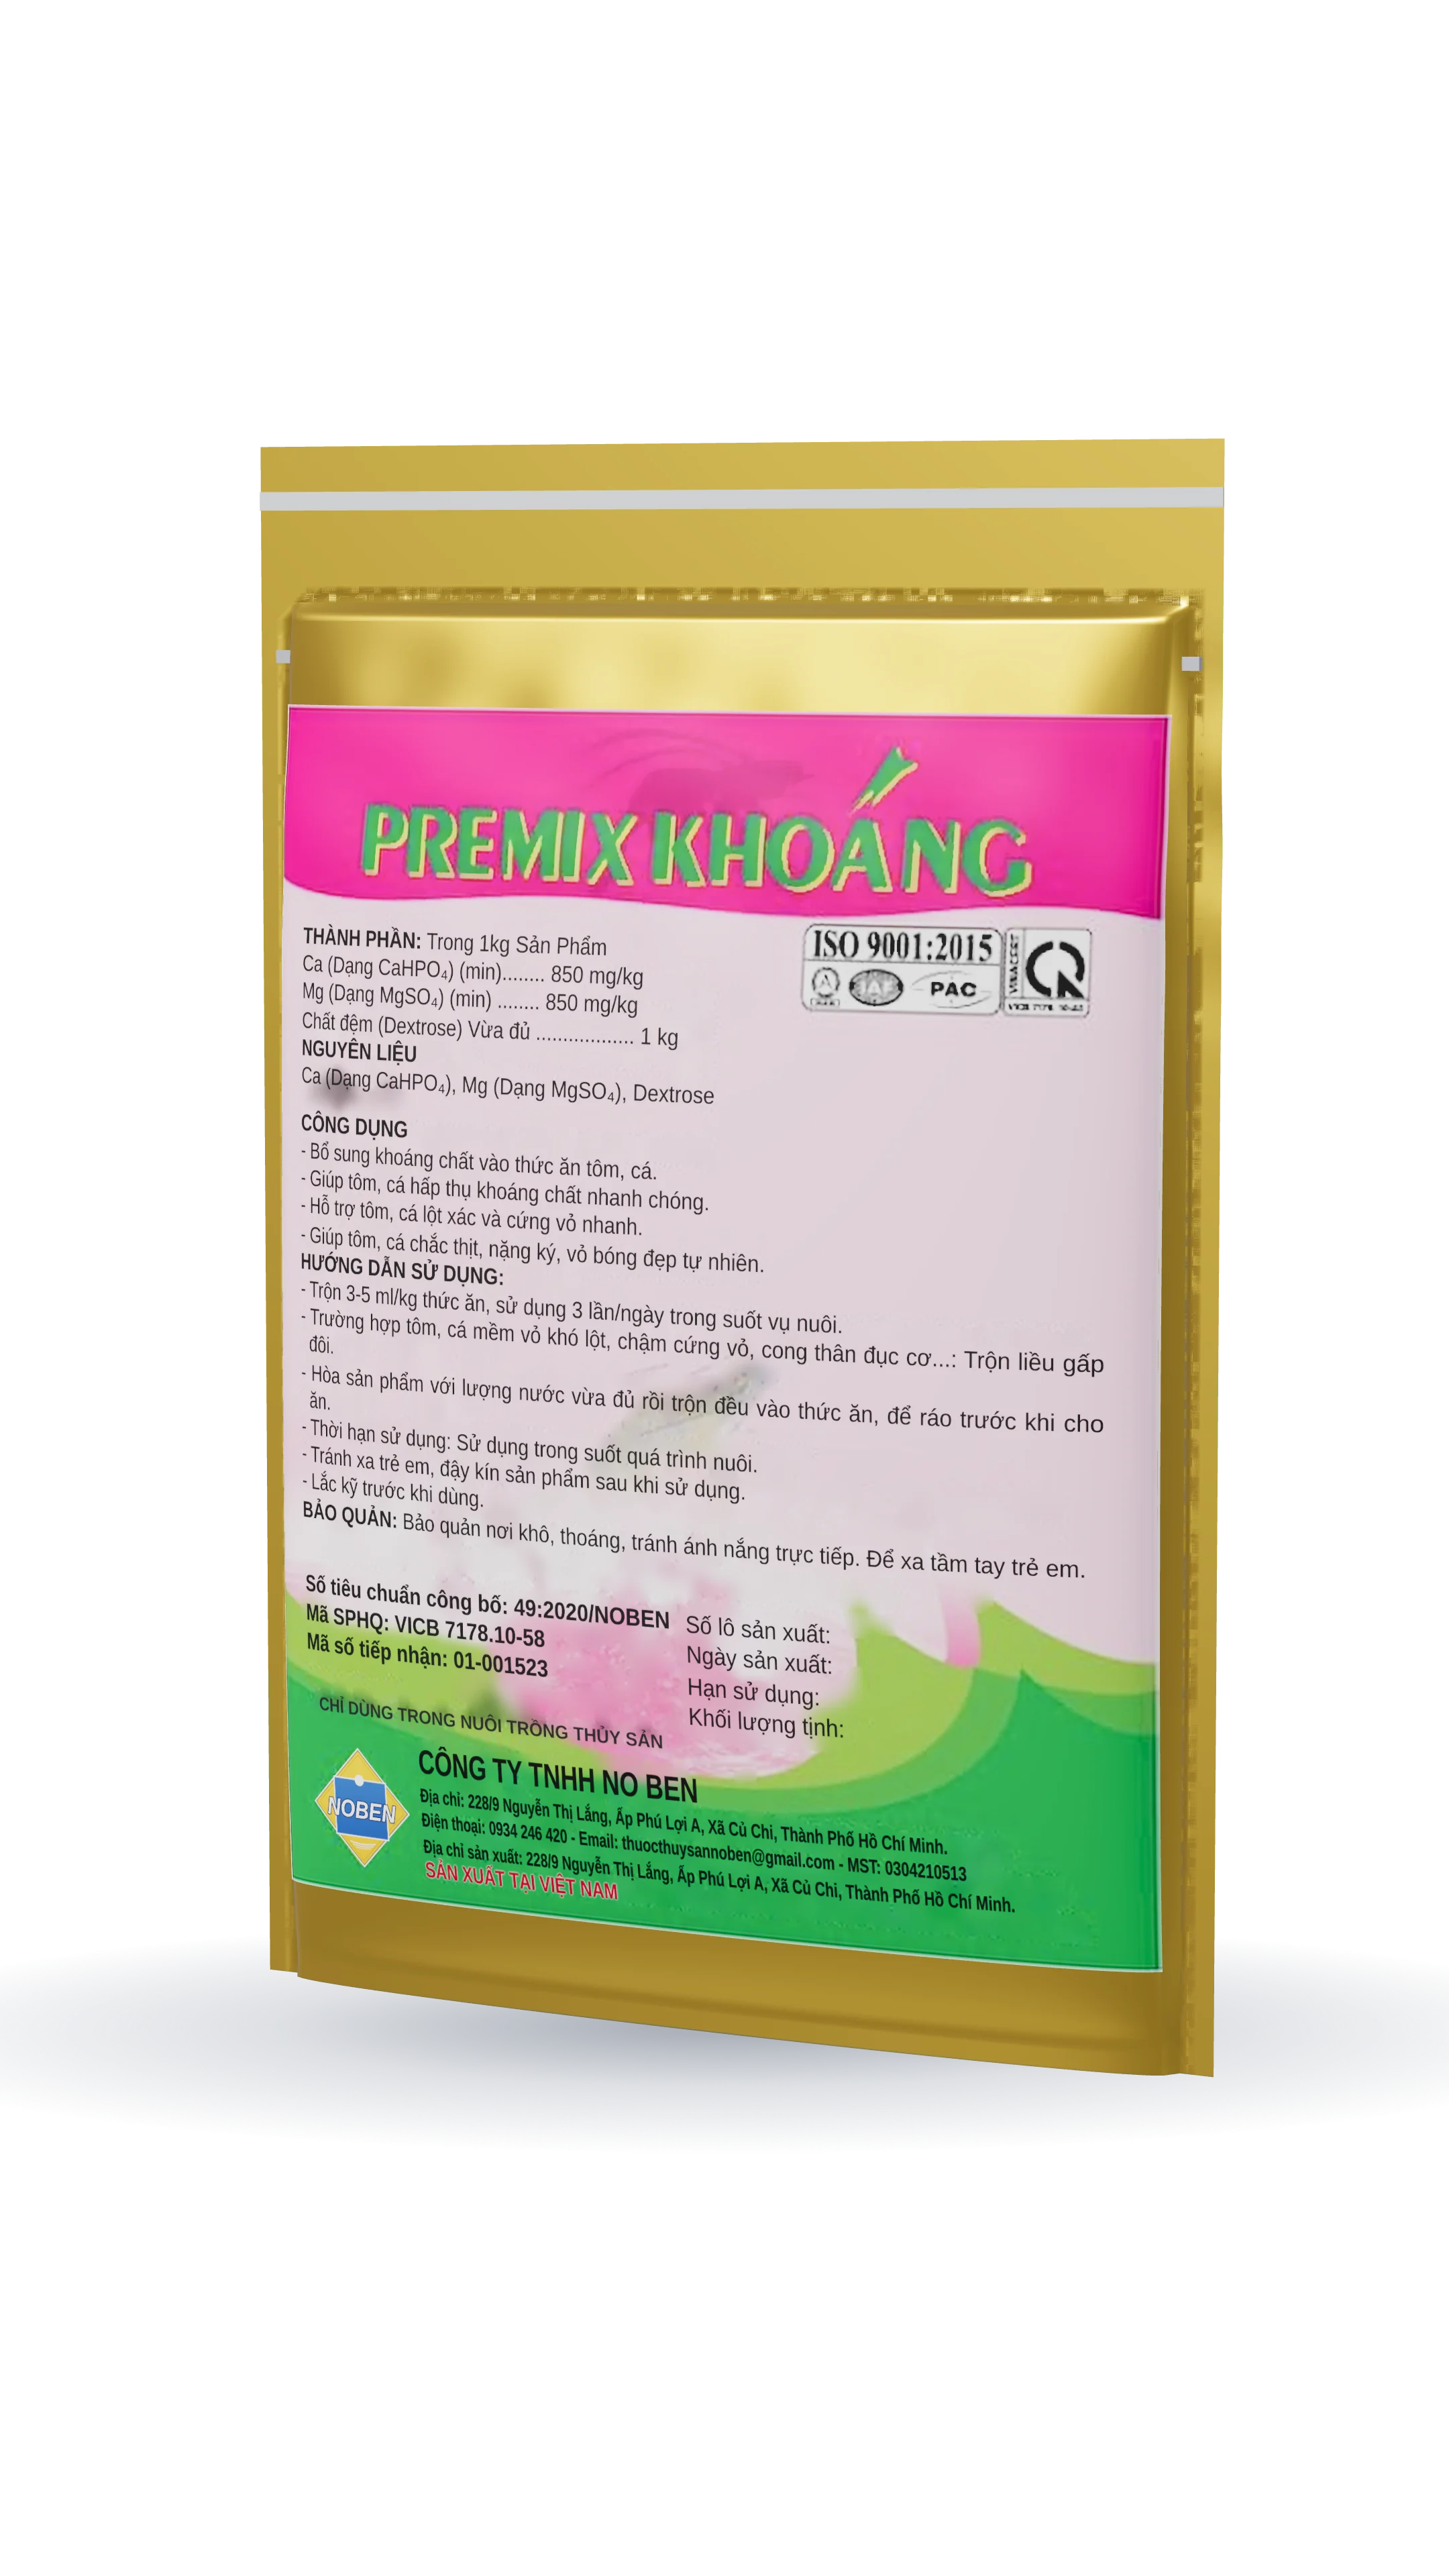 PREMIX KHOÁNG
THÀNH PHẦN: Trong 1kg Sản Phẩm
Ca (Dạng CaHPO₄) (min)........ 850 mg/kg
Mg (Dạng MgSO₄) (min) ........ 850 mg/kg
Chất đệm (Dextrose) Vừa đủ .................. 1 kg
NGUYÊN LIỆU
Ca (Dạng CaHPO₄), Mg (Dạng MgSO₄), Dextrose
ISO 9001:2015
IAF
PAC
VINACERT
CÔNG DỤNG
- Bổ sung khoáng chất vào thức ăn tôm, cá.
- Giúp tôm, cá hấp thụ khoáng chất nhanh chóng.
- Hỗ trợ tôm, cá lột xác và cứng vỏ nhanh.
- Giúp tôm, cá chắc thịt, nặng ký, vỏ bóng đẹp tự nhiên.
HƯỚNG DẪN SỬ DỤNG:
- Trộn 3-5 ml/kg thức ăn, sử dụng 3 lần/ngày trong suốt vụ nuôi.
- Trường hợp tôm, cá mềm vỏ khó lột, chậm cứng vỏ, cong thân đục cơ...: Trộn liều gấp
đôi.
- Hòa sản phẩm với lượng nước vừa đủ rồi trộn đều vào thức ăn, để ráo trước khi cho
ăn.
- Thời hạn sử dụng: Sử dụng trong suốt quá trình nuôi.
- Tránh xa trẻ em, đậy kín sản phẩm sau khi sử dụng.
- Lắc kỹ trước khi dùng.
BẢO QUẢN: Bảo quản nơi khô, thoáng, tránh ánh nắng trực tiếp. Để xa tầm tay trẻ em.
Số tiêu chuẩn công bố: 49:2020/NOBEN
Mã SPHQ: VICB 7178.10-58
Mã số tiếp nhận: 01-001523
Số lô sản xuất:
Ngày sản xuất:
Hạn sử dụng:
Khối lượng tịnh:
CHỈ DÙNG TRONG NUÔI TRỒNG THỦY SẢN
NOBEN
CÔNG TY TNHH NO BEN
Địa chỉ: 228/9 Nguyễn Thị Lắng, Ấp Phú Lợi A, Xã Củ Chi, Thành Phố Hồ Chí Minh.
Điện thoại: 0934 246 420 - Email: thuocthuysannoben@gmail.com - MST: 0304210513
Địa chỉ sản xuất: 228/9 Nguyễn Thị Lắng, Ấp Phú Lợi A, Xã Củ Chi, Thành Phố Hồ Chí Minh.
SẢN XUẤT TẠI VIỆT NAM